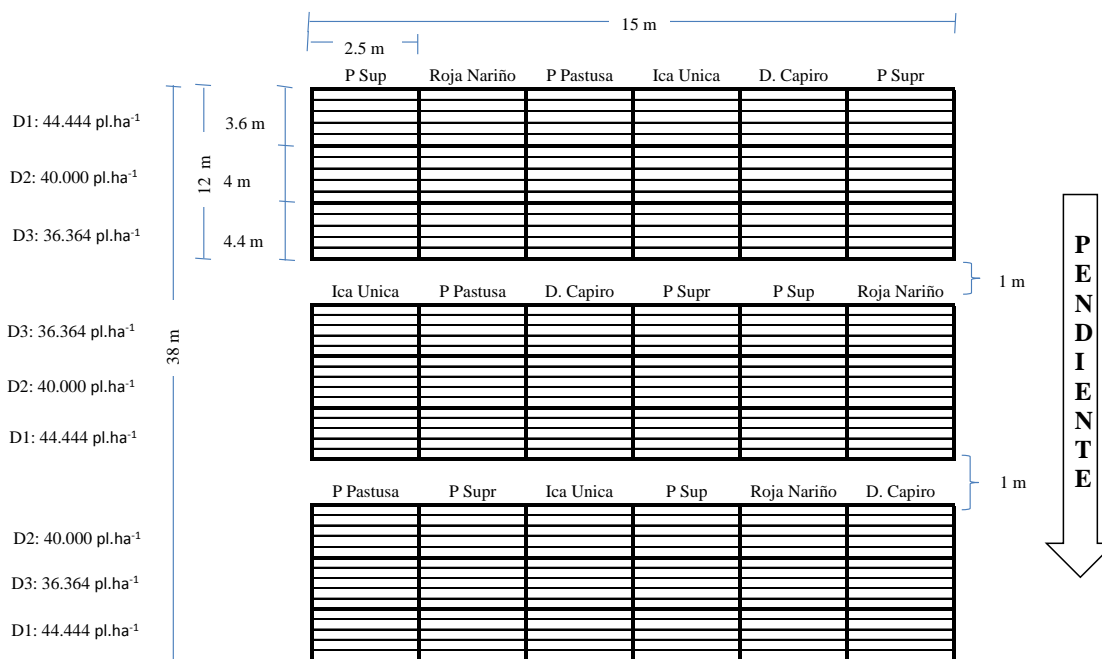 15 m
2.5 m
P Sup Roja Nariño P Pastusa Ica Unica D. Capiro P Supr
D1: 44.444 pl.ha-1
3.6 m
D2: 40.000 pl.ha-1
12 m
4 m
D3: 36.364 pl.ha-1
4.4 m
1 m
Ica Unica P Pastusa D. Capiro P Supr P Sup Roja Nariño
D3: 36.364 pl.ha-1
38 m
D2: 40.000 pl.ha-1
D1: 44.444 pl.ha-1
1 m
P Pastusa P Supr Ica Unica P Sup Roja Nariño D. Capiro
D2: 40.000 pl.ha-1
D3: 36.364 pl.ha-1
D1: 44.444 pl.ha-1
PENDIENTE